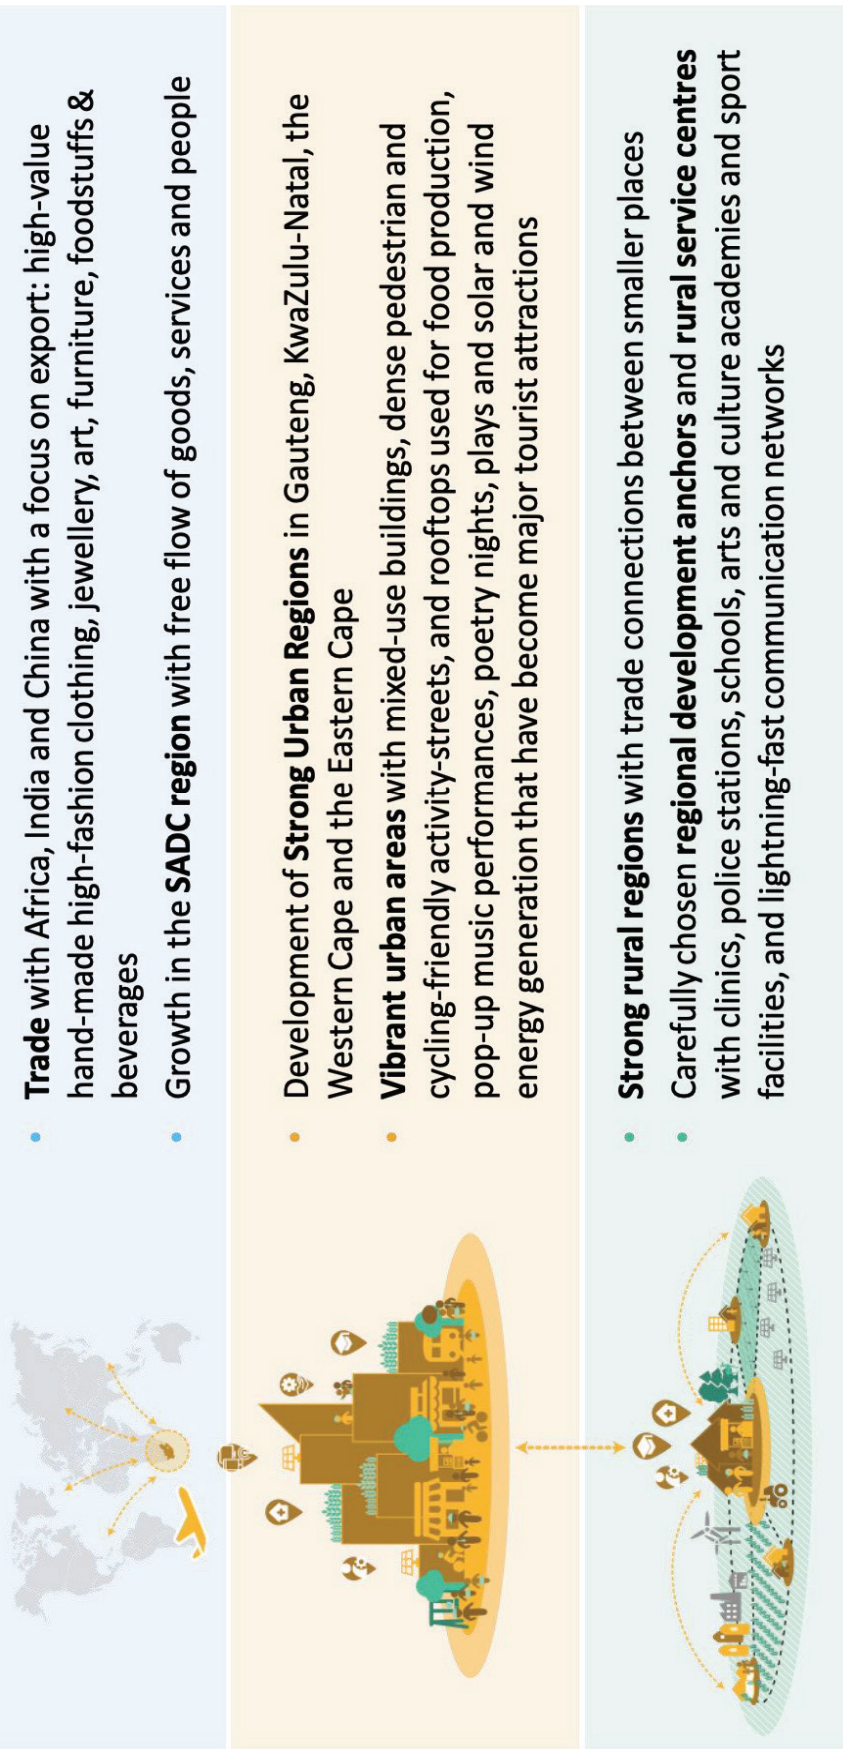 Trade with Africa, India and China with a focus on export: high-value
hand-made high-fashion clothing, jewellery, art, furniture, foodstuffs &
beverages
Growth in the SADC region with free flow of goods, services and people
Development of Strong Urban Regions in Gauteng, KwaZulu-Natal, the
Western Cape and the Eastern Cape
Vibrant urban areas with mixed-use buildings, dense pedestrian and
cycling-friendly activity-streets, and rooftops used for food production,
pop-up music performances, poetry nights, plays and solar and wind
energy generation that have become major tourist attractions
Strong rural regions with trade connections between smaller places
Carefully chosen regional development anchors and rural service centres
with clinics, police stations, schools, arts and culture academies and sport
facilities, and lightning-fast communication networks